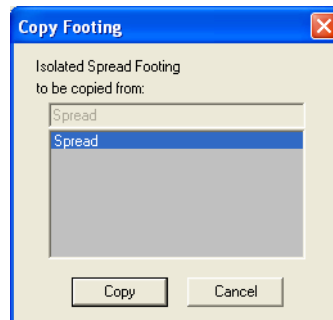 Copy Footing
Isolated Spread Footing
to be copied from:
Spread
Spread
Copy
Cancel